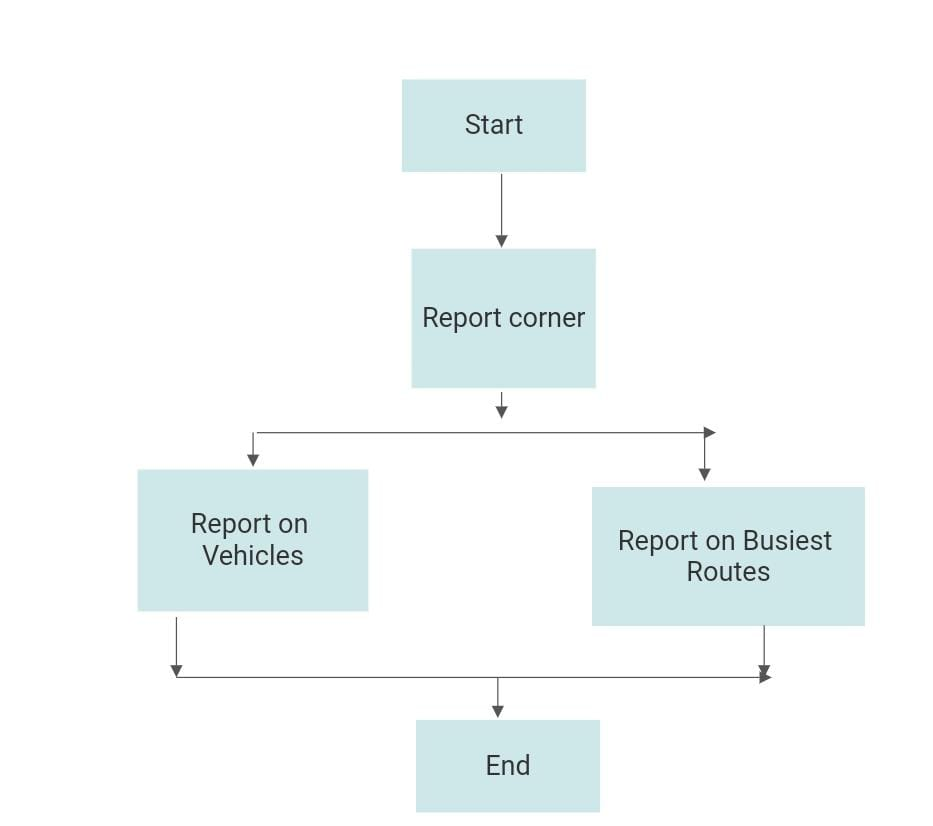 Start
Report corner
Report on
Vehicles
Report on Busiest
Routes
End